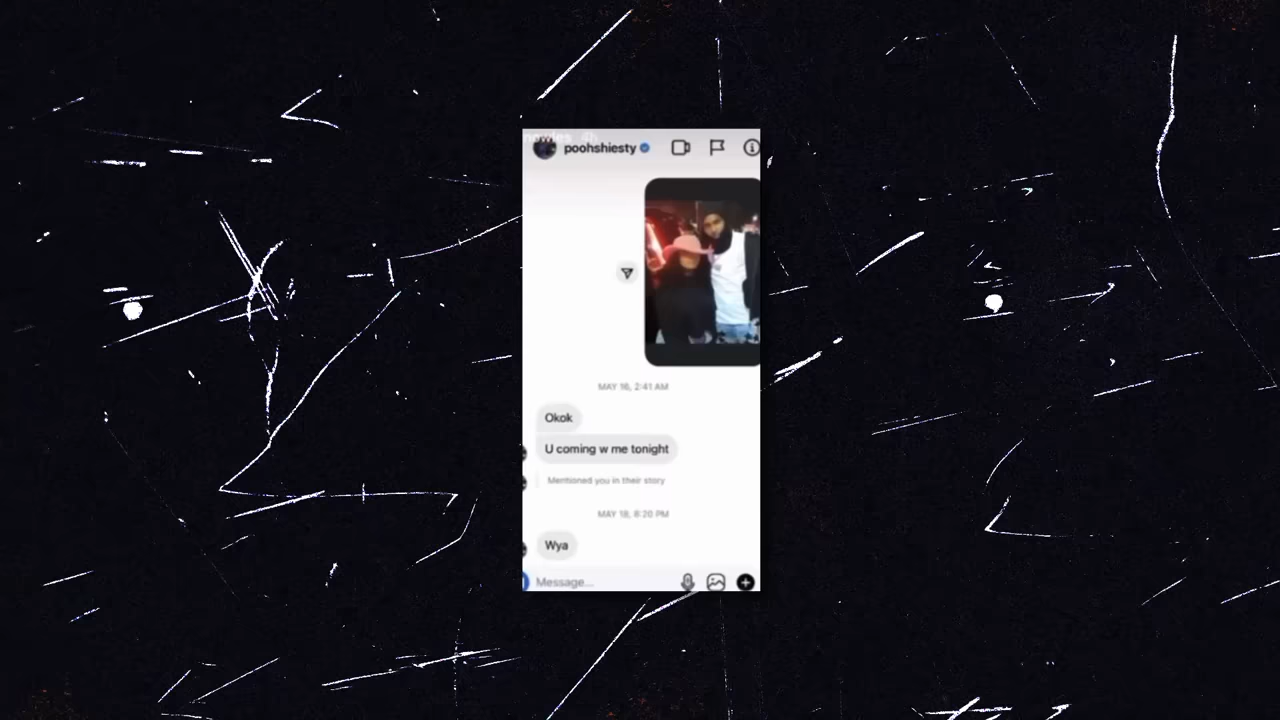 poohshiesty
MAY 16, 2:41 AM
Okok
U coming w me tonight
Mentioned you in their story
MAY 18, 8:20 PM
Wya
Message...